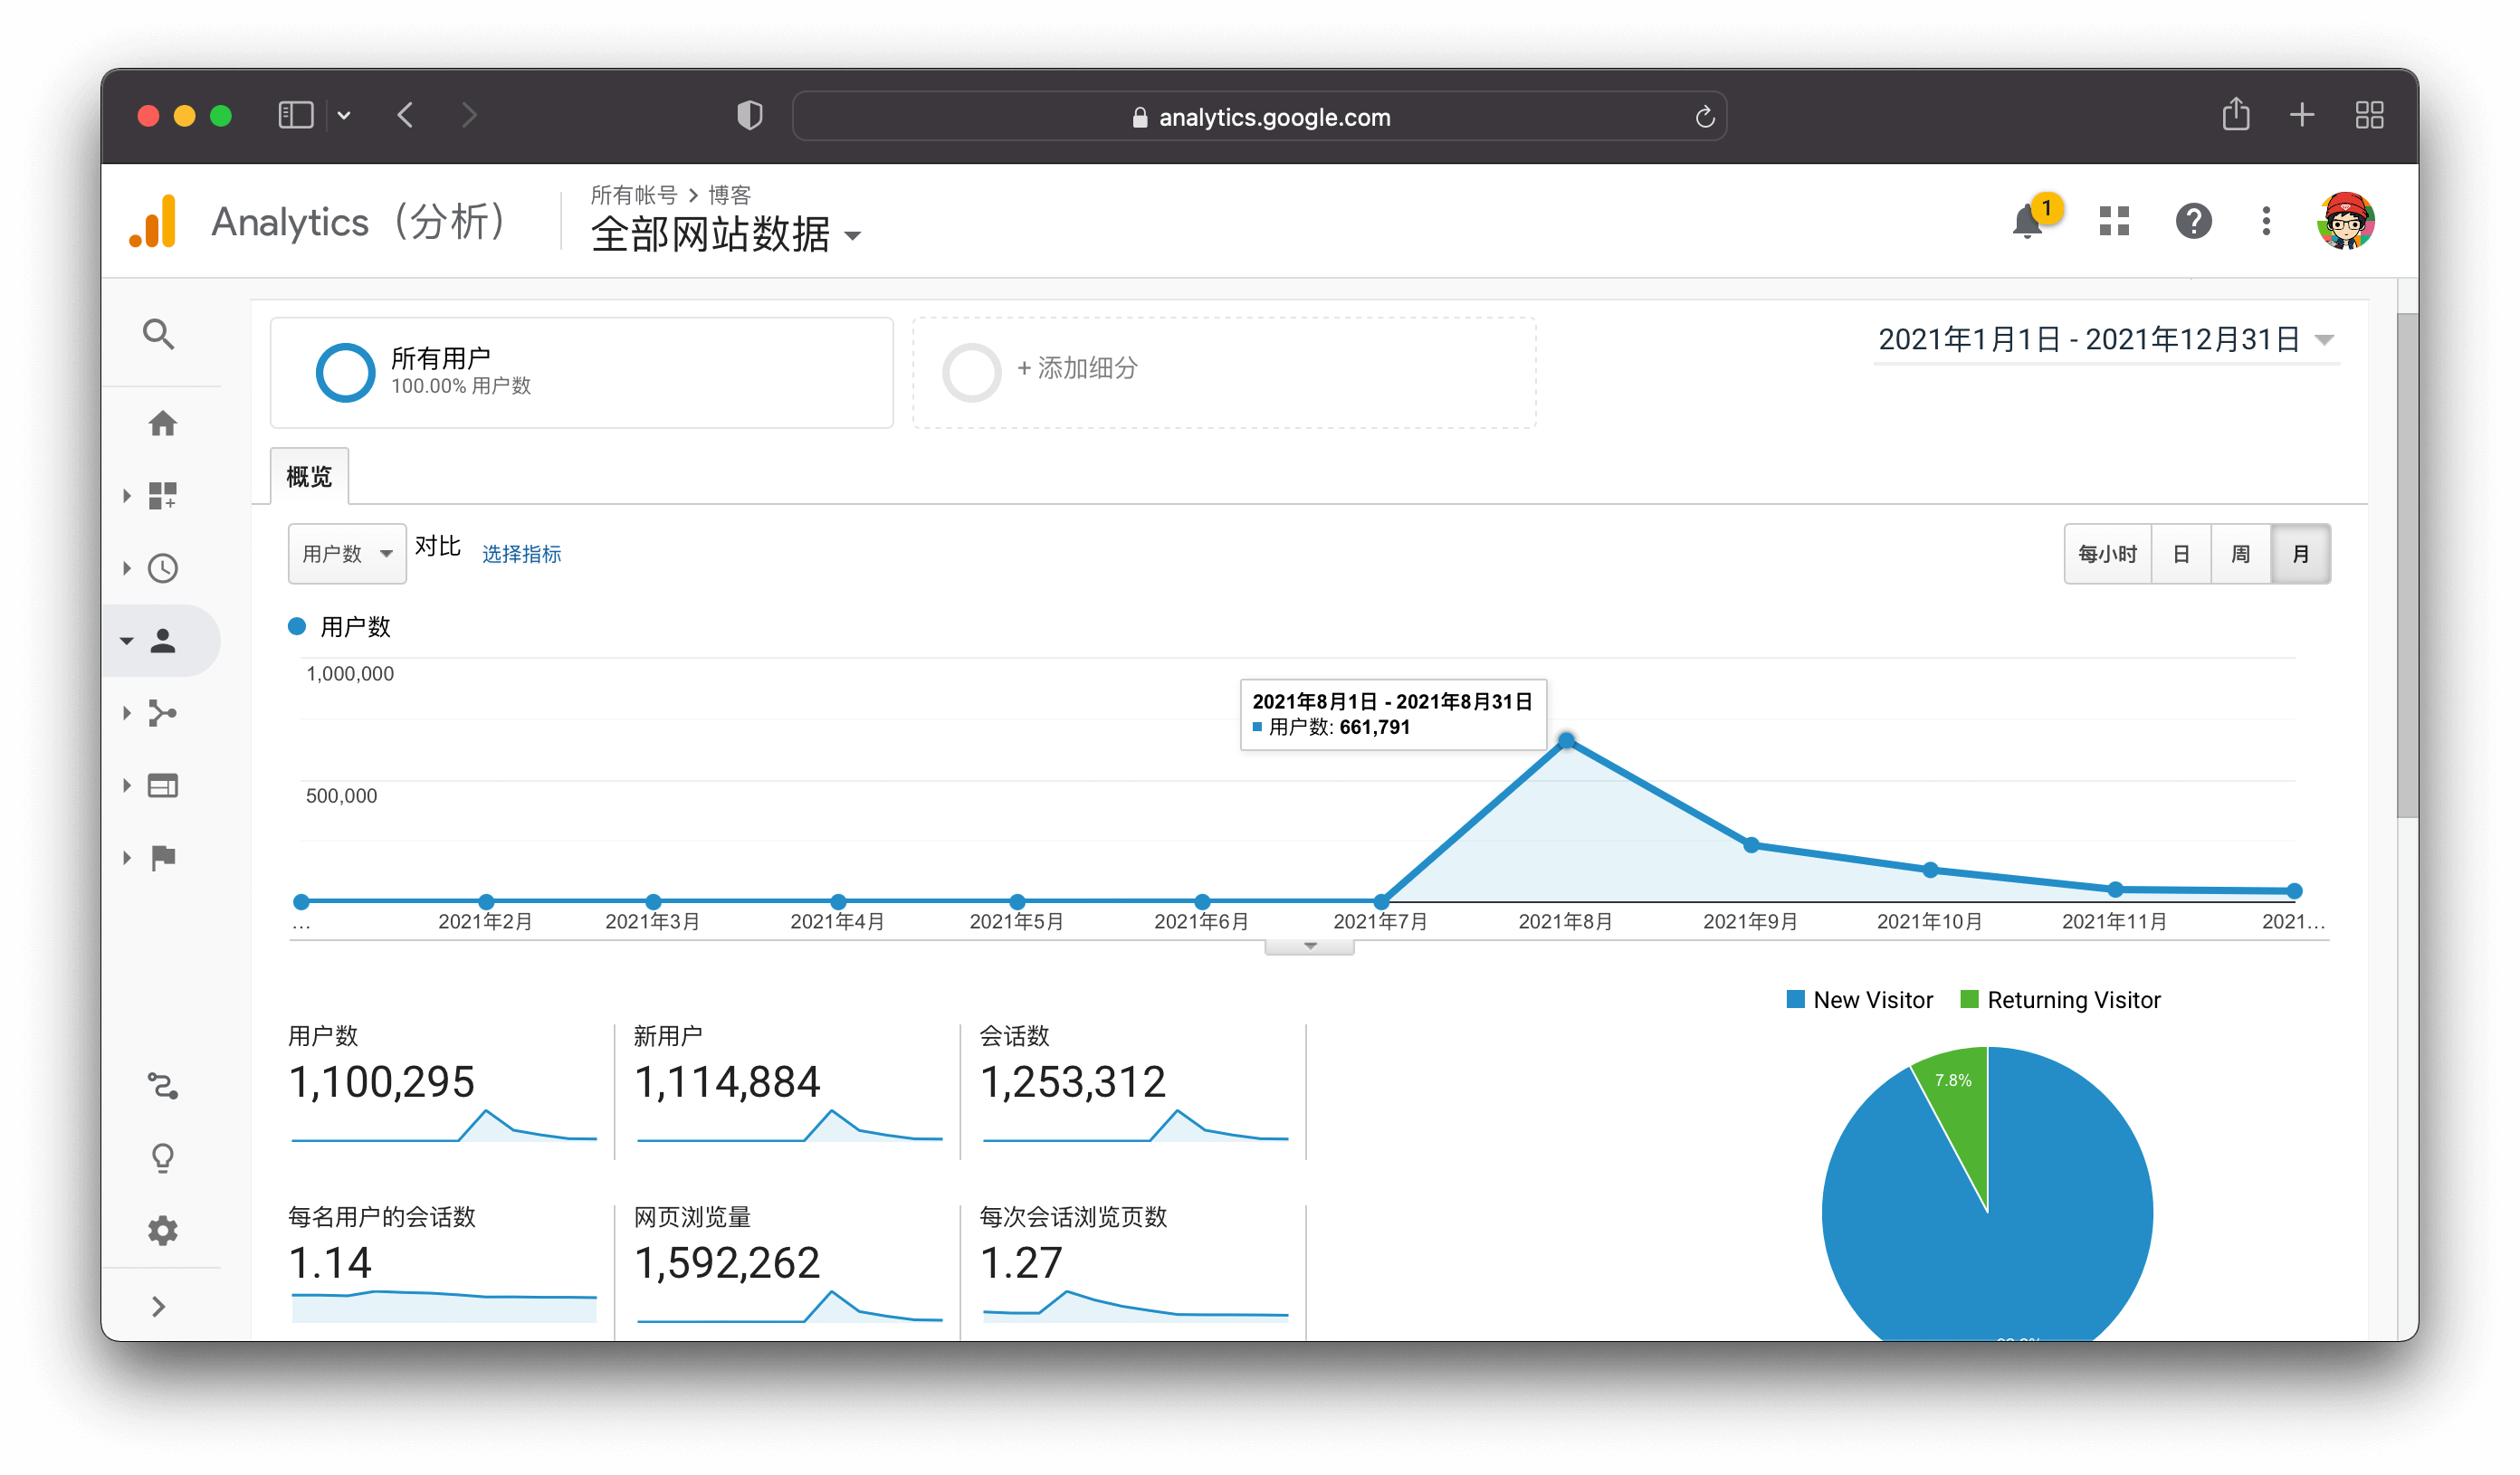 analytics.google.com
Analytics（分析）
所有帐号 > 博客
全部网站数据
1
所有用户
100.00% 用户数
+ 添加细分
2021年1月1日 - 2021年12月31日
概览
用户数
对比
选择指标
每小时
日
周
月
用户数
1,000,000
500,000
2021年8月1日 - 2021年8月31日
用户数: 661,791
... 2021年2月 2021年3月 2021年4月 2021年5月 2021年6月 2021年7月 2021年8月 2021年9月 2021年10月 2021年11月 2021...
New Visitor
Returning Visitor
用户数
1,100,295
新用户
1,114,884
会话数
1,253,312
7.8%
每名用户的会话数
1.14
网页浏览量
1,592,262
每次会话浏览页数
1.27